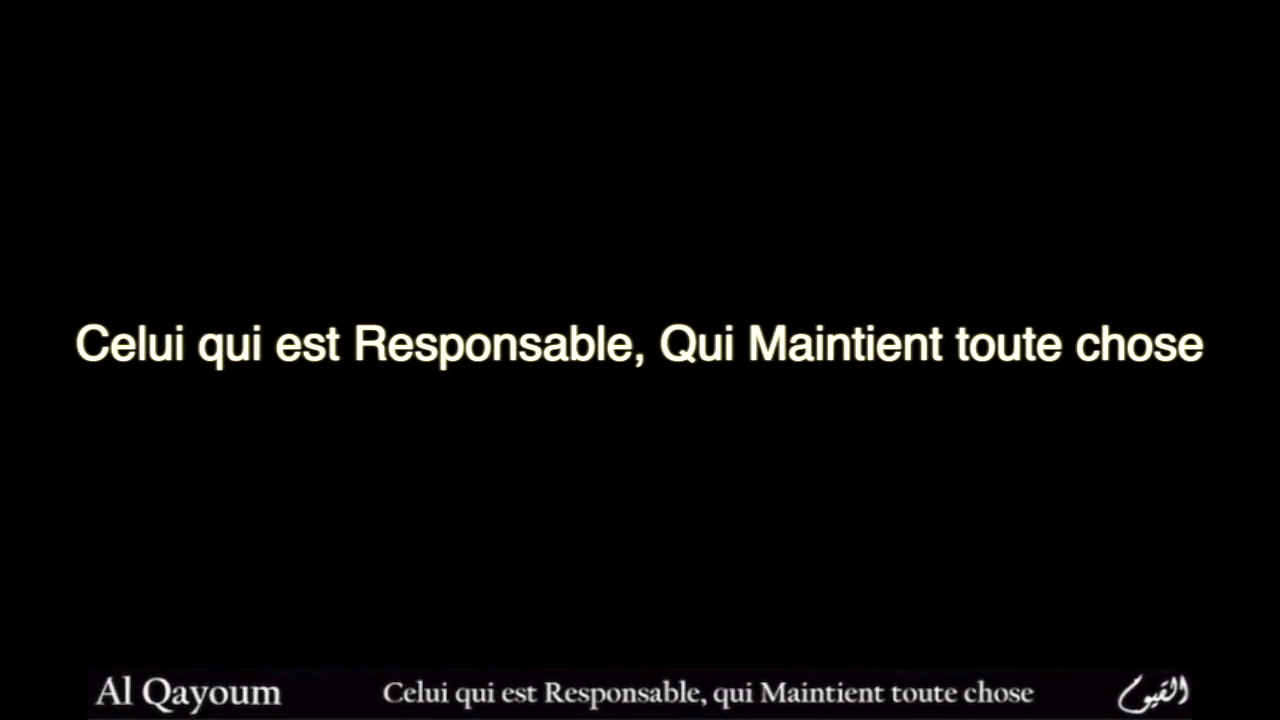 Celui qui est Responsable, Qui Maintient toute chose
Al Qayoum Celui qui est Responsable, qui Maintient toute chose القيوم